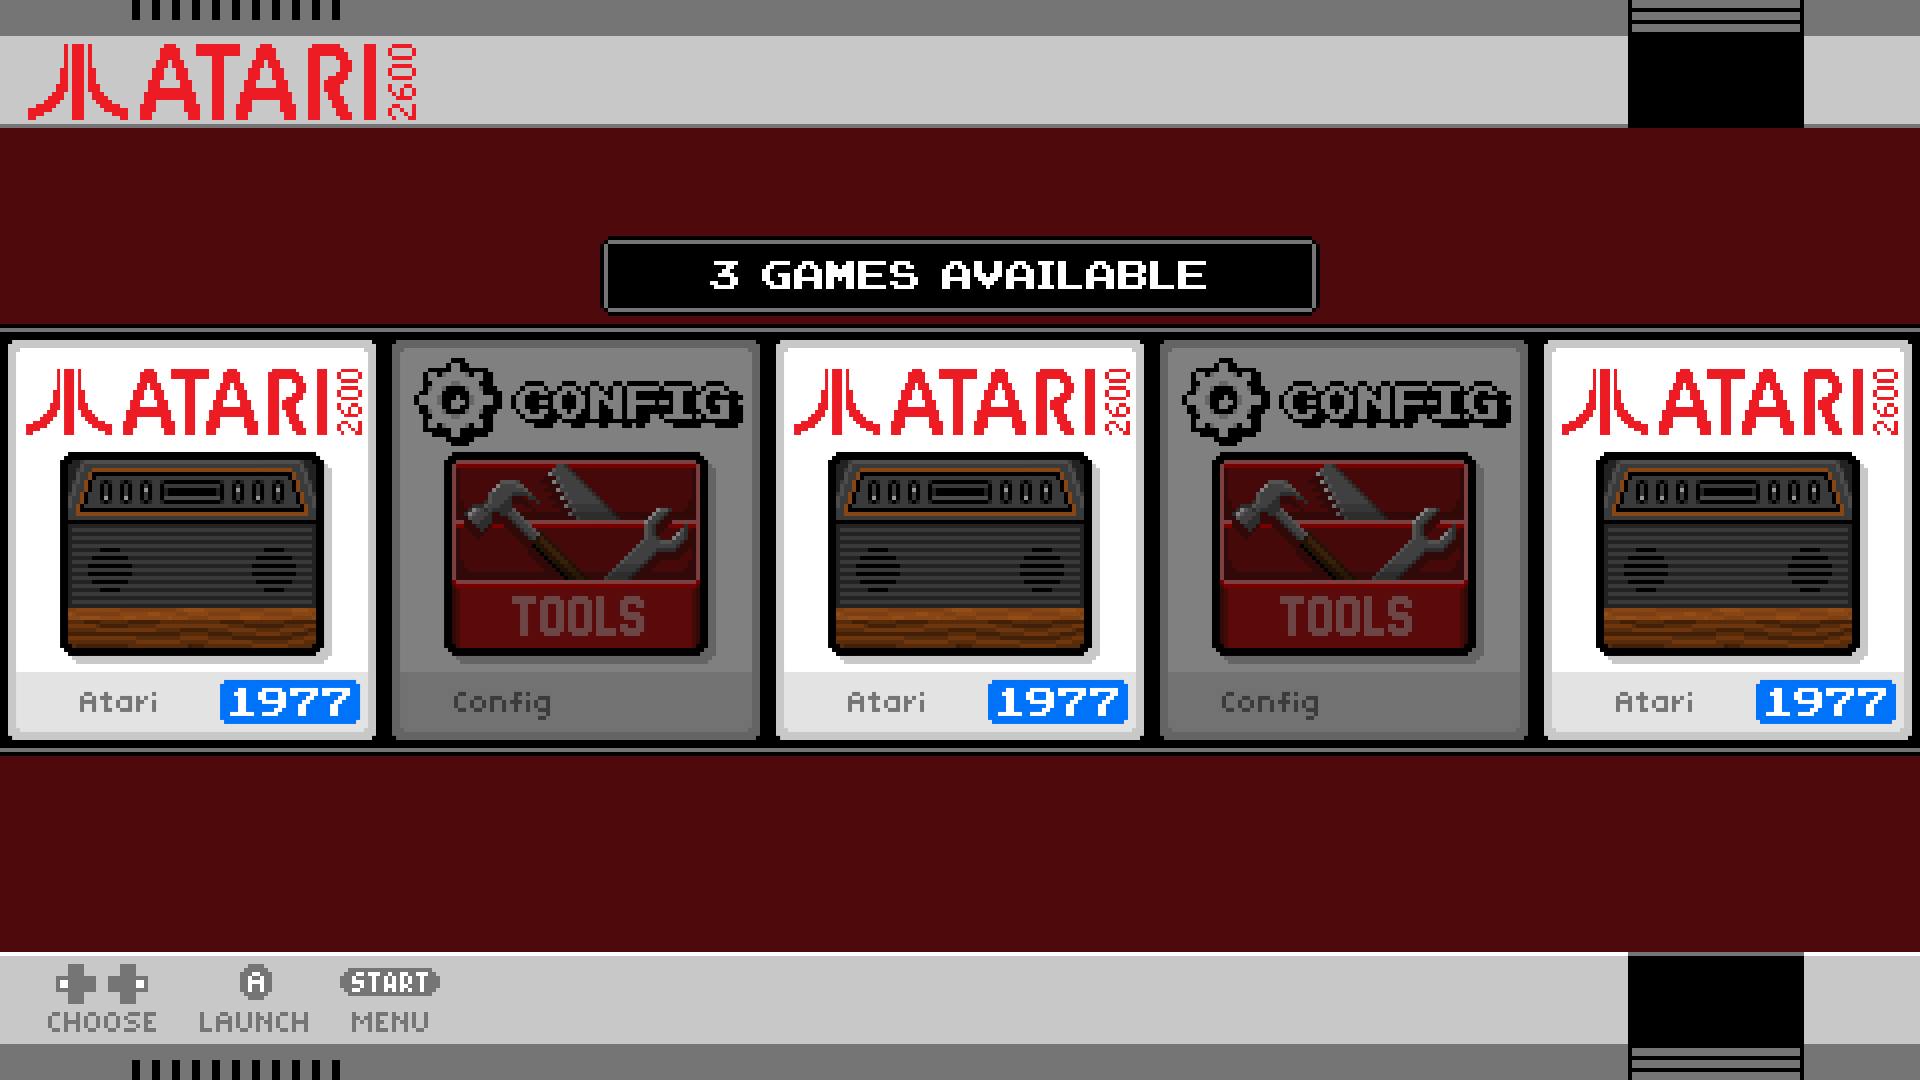 ATARI 2600
3 GAMES AVAILABLE
ATARI 2600
CONFIG
ATARI 2600
CONFIG
ATARI 2600
TOOLS
TOOLS
Atari 1977
Config
Atari 1977
Config
Atari 1977
A START
CHOOSE LAUNCH MENU